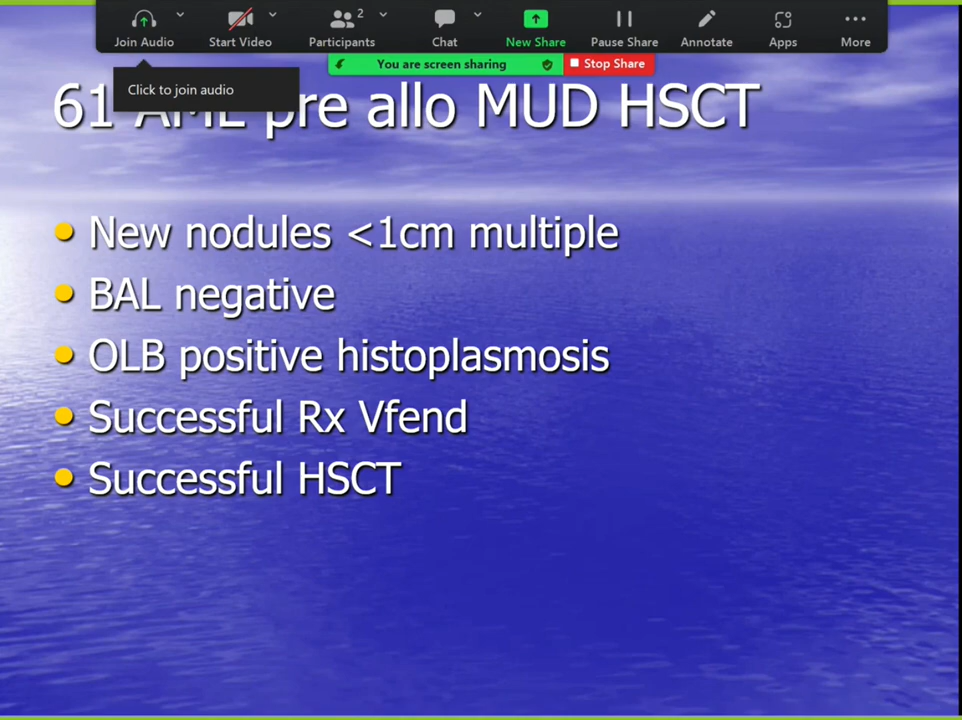 2
Join Audio Start Video Participants Chat New Share Pause Share Annotate Apps More
You are screen sharing Stop Share
Click to join audio
61 AML pre allo MUD HSCT
New nodules <1cm multiple
BAL negative
OLB positive histoplasmosis
Successful Rx Vfend
Successful HSCT